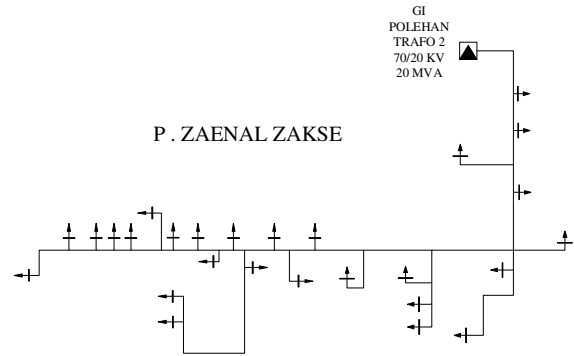 GI
POLEHAN
TRAFO 2
70/20 KV
20 MVA
P . ZAENAL ZAKSE